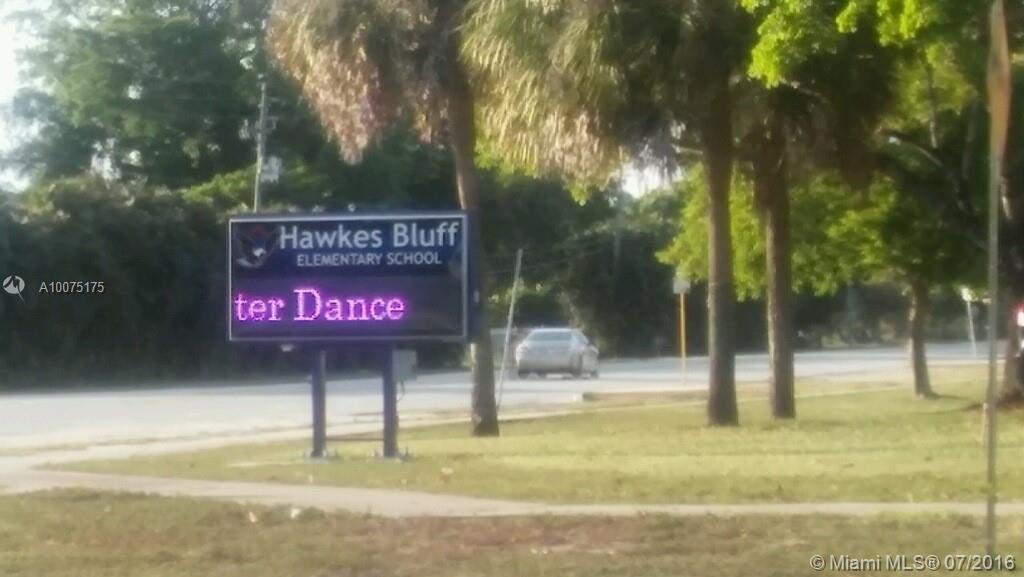 Hawkes Bluff
ELEMENTARY SCHOOL
ter Dance
A10075175
© Miami MLS® 07/2016